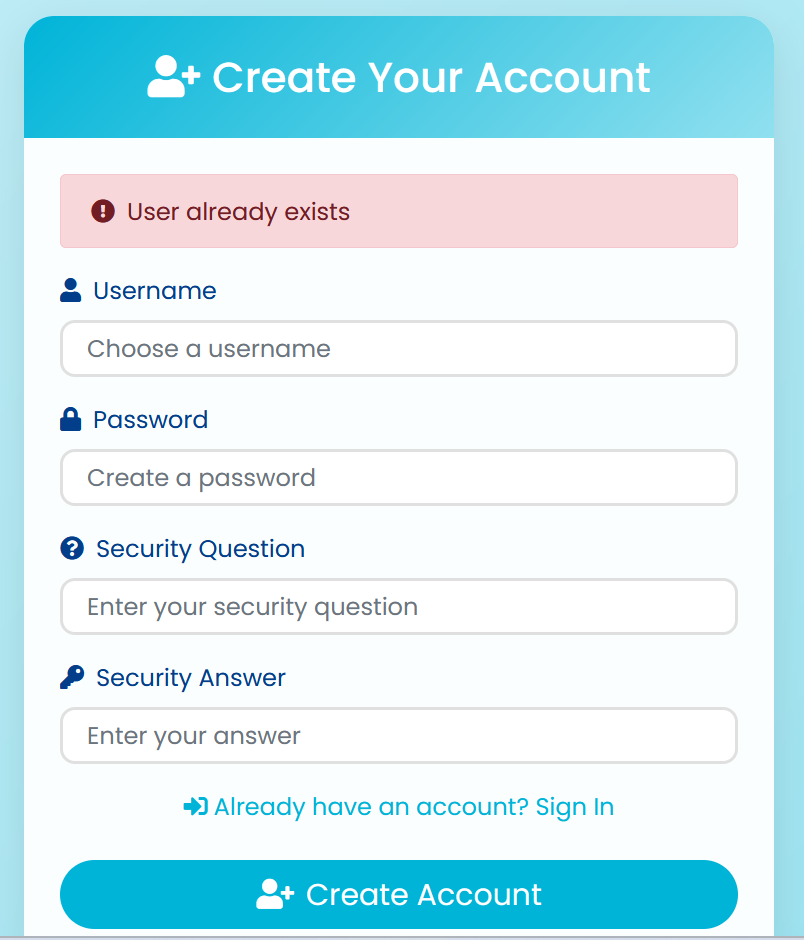 Create Your Account
User already exists
Username
Choose a username
Password
Create a password
Security Question
Enter your security question
Security Answer
Enter your answer
Already have an account? Sign In
Create Account